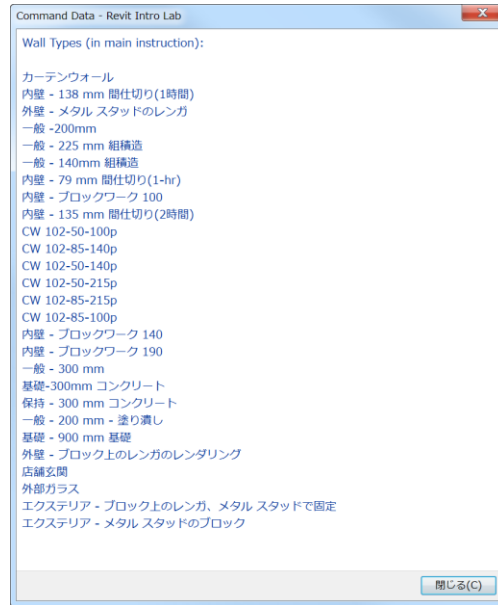 Command Data - Revit Intro Lab
Wall Types (in main instruction):
カーテンウォール
内壁 - 138 mm 間仕切り(1時間)
外壁 - メタル スタッドのレンガ
一般 -200mm
一般 - 225 mm 組積造
一般 - 140mm 組積造
内壁 - 79 mm 間仕切り(1-hr)
内壁 - ブロックワーク 100
内壁 - 135 mm 間仕切り(2時間)
CW 102-50-100p
CW 102-85-140p
CW 102-50-140p
CW 102-50-215p
CW 102-85-215p
CW 102-85-100p
内壁 - ブロックワーク 140
内壁 - ブロックワーク 190
一般 - 300 mm
基礎-300mm コンクリート
保持 - 300 mm コンクリート
一般 - 200 mm - 塗り潰し
基礎 - 900 mm 基礎
外壁 - ブロック上のレンガのレンダリング
店舗玄関
外部ガラス
エクステリア - ブロック上のレンガ、メタル スタッドで固定
エクステリア - メタル スタッドのブロック
閉じる(C)